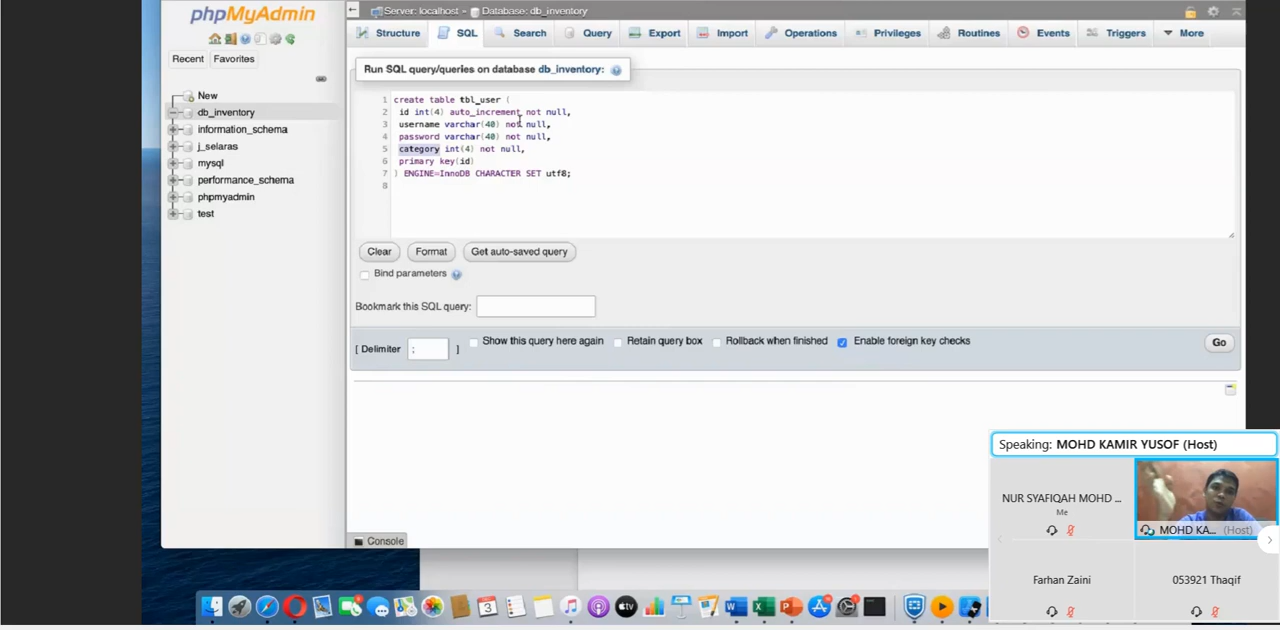 phpMyAdmin
Recent Favorites
New
db_inventory
information_schema
j_selaras
mysql
performance_schema
phpmyadmin
test
Server: localhost » Database: db_inventory
Structure SQL Search Query Export Import Operations Privileges Routines Events Triggers More
Run SQL query/queries on database db_inventory:
1 create table tbl_user (
2 id int(4) auto_increment not null,
3 username varchar(40) not null,
4 password varchar(40) not null,
5 category int(4) not null,
6 primary key(id)
7 ) ENGINE=InnoDB CHARACTER SET utf8;
8
Clear Format Get auto-saved query
Bind parameters
Bookmark this SQL query:
[ Delimiter ; ] Show this query here again Retain query box Rollback when finished Enable foreign key checks Go
Console
Speaking: MOHD KAMIR YUSOF (Host)
NUR SYAFIQAH MOHD ...
Me
MOHD KA... (Host)
Farhan Zaini
053921 Thaqif
3